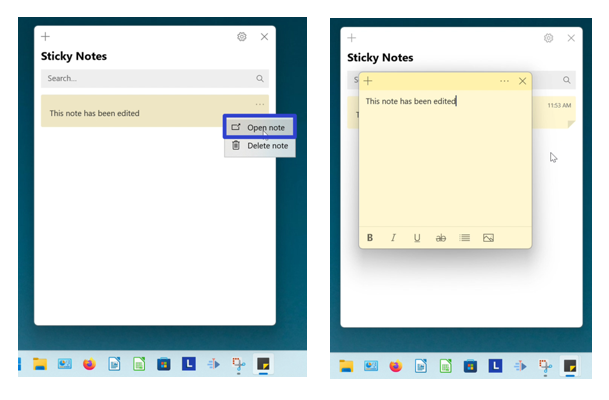 Sticky Notes
Search...
This note has been edited
Open note
Delete note
L
Sticky Notes
S
11:53 AM
This note has been edited
B I U ab
L